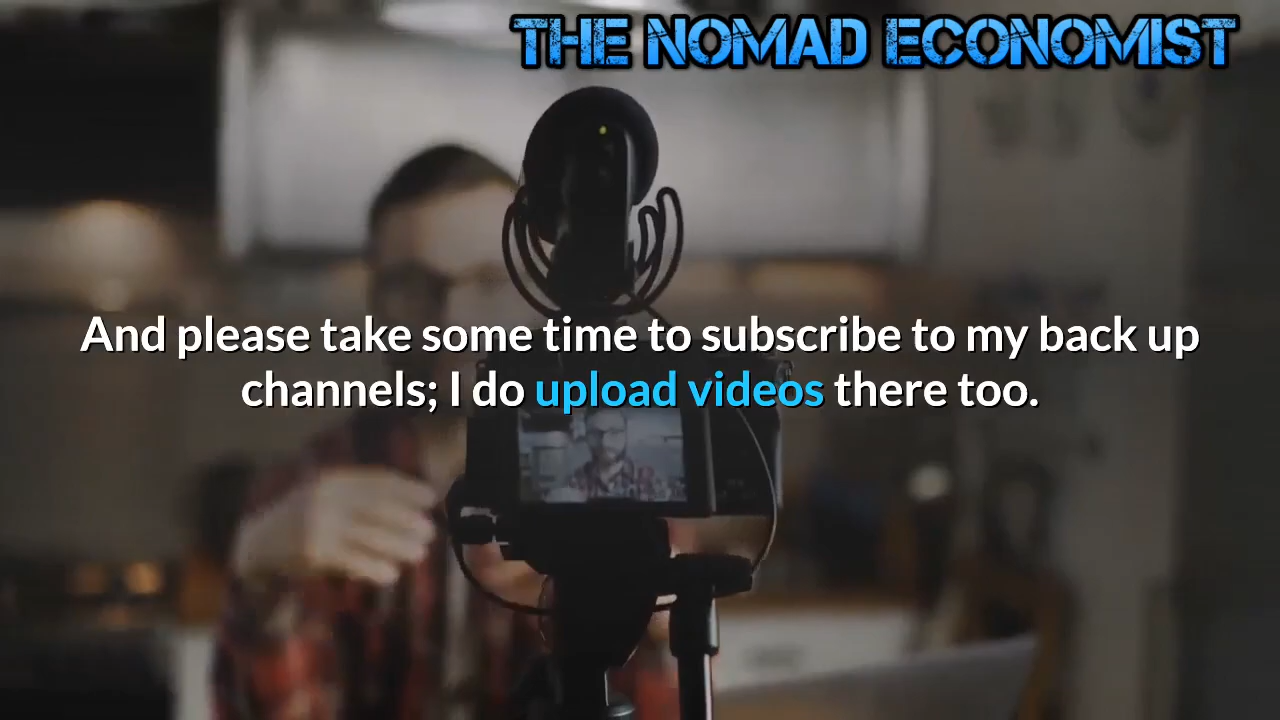 THE NOMAD ECONOMIST
And please take some time to subscribe to my back up
channels; I do upload videos there too.